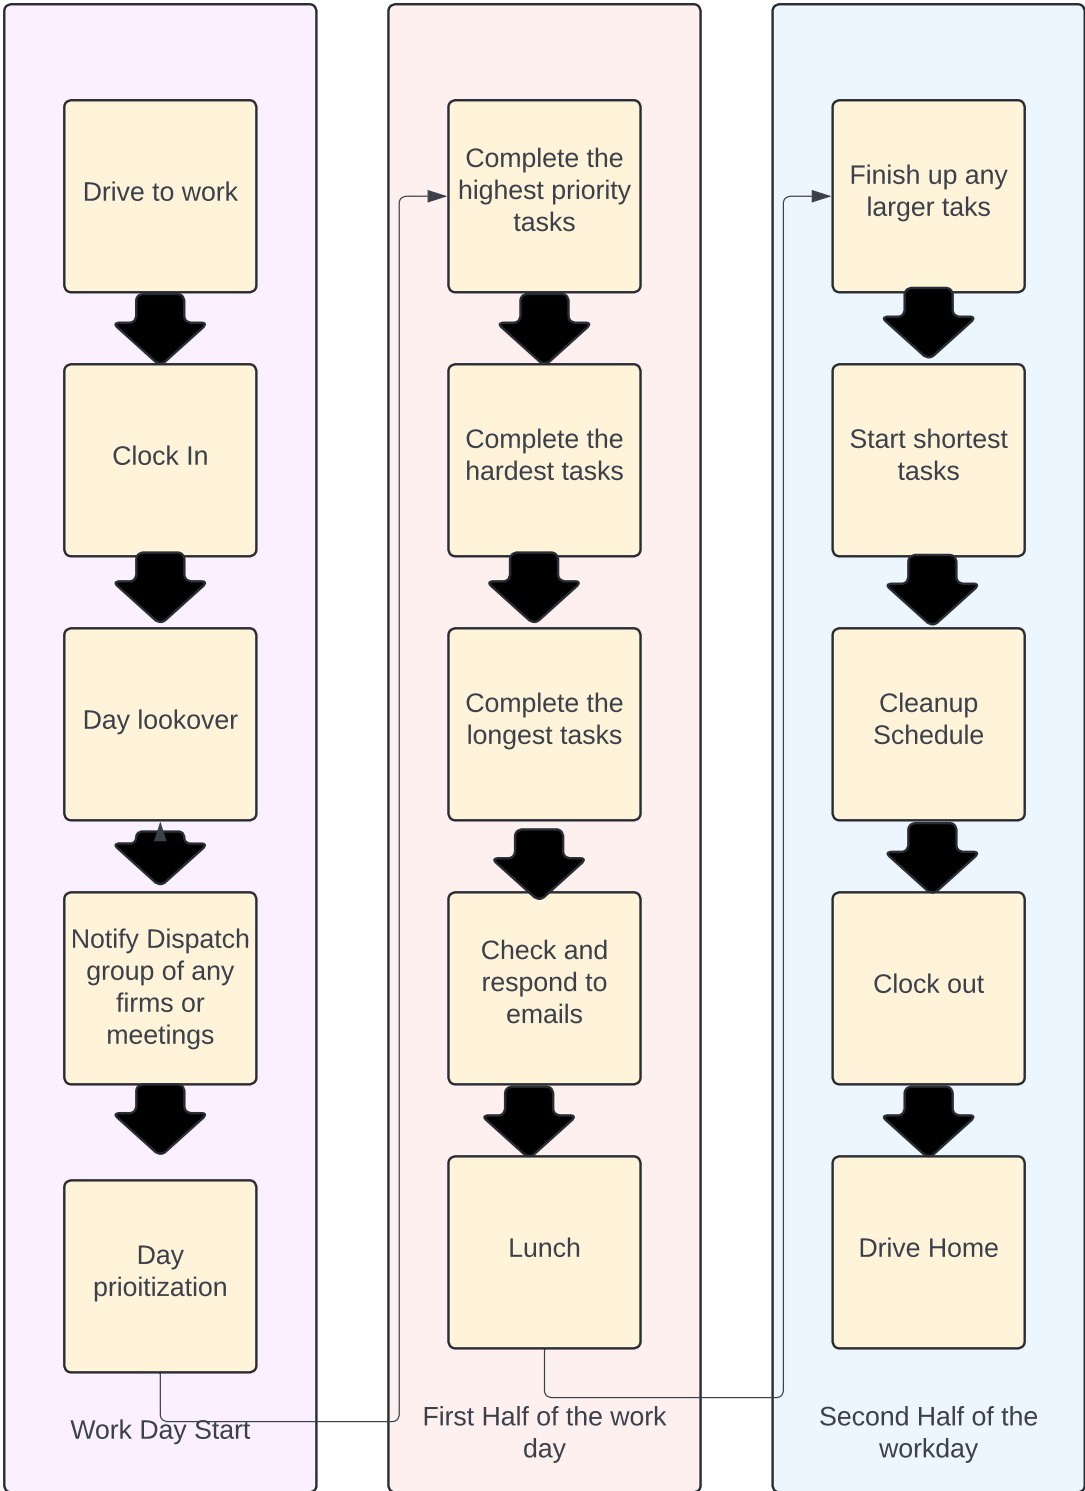 Drive to work
Clock In
Day lookover
Notify Dispatch
group of any
firms or
meetings
Day
prioitization
Work Day Start
Complete the
highest priority
tasks
Complete the
hardest tasks
Complete the
longest tasks
Check and
respond to
emails
Lunch
First Half of the work
day
Finish up any
larger taks
Start shortest
tasks
Cleanup
Schedule
Clock out
Drive Home
Second Half of the
workday